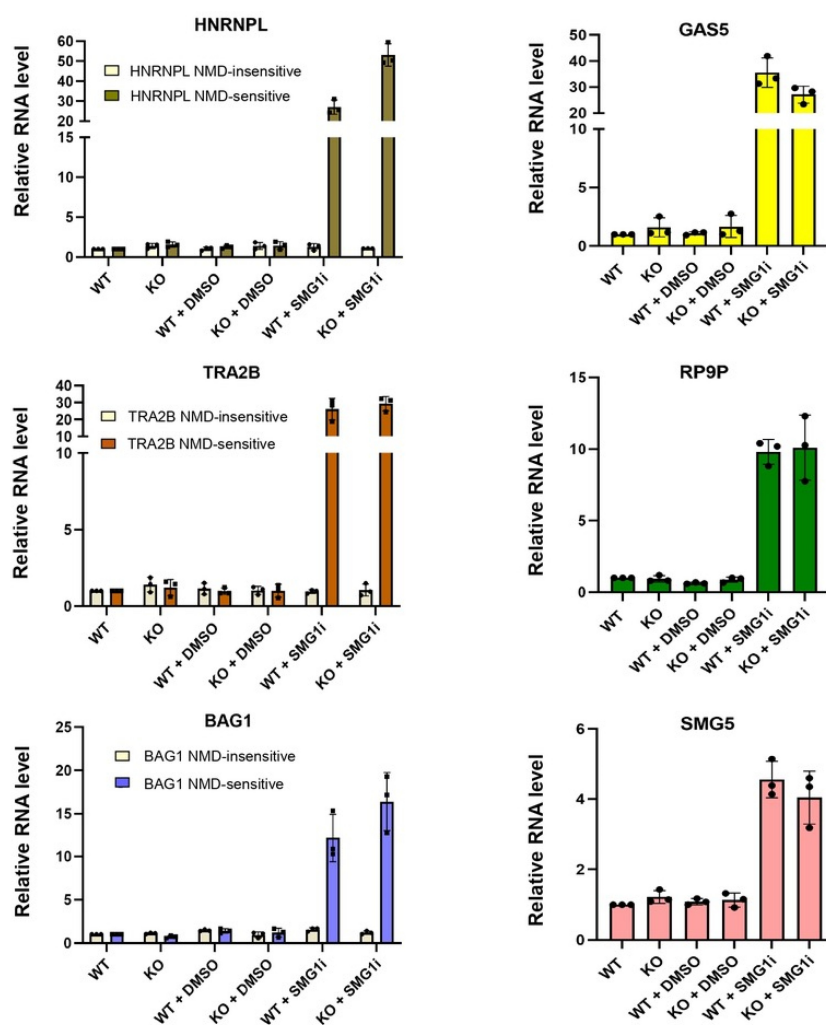 HNRNPL
Relative RNA level
60
50
40
30
20
10
2
1
0
HNRNPL NMD-insensitive
HNRNPL NMD-sensitive
WT
KO
WT + DMSO
KO + DMSO
WT + SMG1i
KO + SMG1i
GAS5
Relative RNA level
50
40
30
20
10
2
1
0
WT
KO
WT + DMSO
KO + DMSO
WT + SMG1i
KO + SMG1i
TRA2B
Relative RNA level
40
30
20
10
10
5
0
TRA2B NMD-insensitive
TRA2B NMD-sensitive
WT
KO
WT + DMSO
KO + DMSO
WT + SMG1i
KO + SMG1i
RP9P
Relative RNA level
15
10
5
0
WT
KO
WT + DMSO
KO + DMSO
WT + SMG1i
KO + SMG1i
BAG1
Relative RNA level
25
20
15
10
5
0
BAG1 NMD-insensitive
BAG1 NMD-sensitive
WT
KO
WT + DMSO
KO + DMSO
WT + SMG1i
KO + SMG1i
SMG5
Relative RNA level
6
4
2
0
WT
KO
WT + DMSO
KO + DMSO
WT + SMG1i
KO + SMG1i